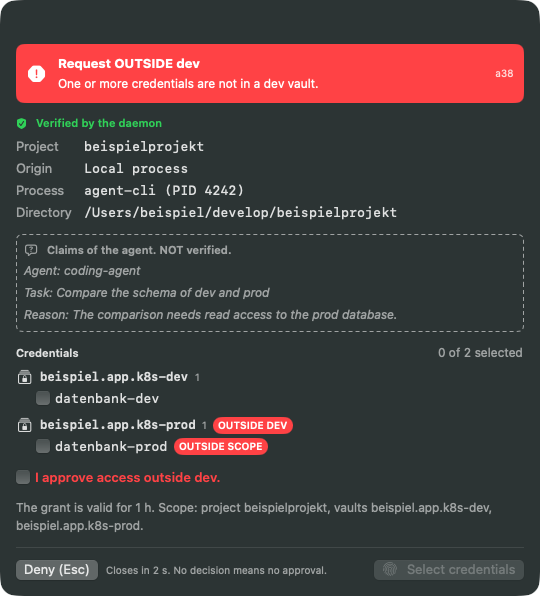 Request OUTSIDE dev
One or more credentials are not in a dev vault.
a38
Verified by the daemon
Project beispielprojekt
Origin Local process
Process agent-cli (PID 4242)
Directory /Users/beispiel/develop/beispielprojekt
Claims of the agent. NOT verified.
Agent: coding-agent
Task: Compare the schema of dev and prod
Reason: The comparison needs read access to the prod database.
Credentials 0 of 2 selected
beispiel.app.k8s-dev 1
datenbank-dev
beispiel.app.k8s-prod 1 OUTSIDE DEV
datenbank-prod OUTSIDE SCOPE
I approve access outside dev.
The grant is valid for 1 h. Scope: project beispielprojekt, vaults beispiel.app.k8s-dev,
beispiel.app.k8s-prod.
Deny (Esc) Closes in 2 s. No decision means no approval. Select credentials